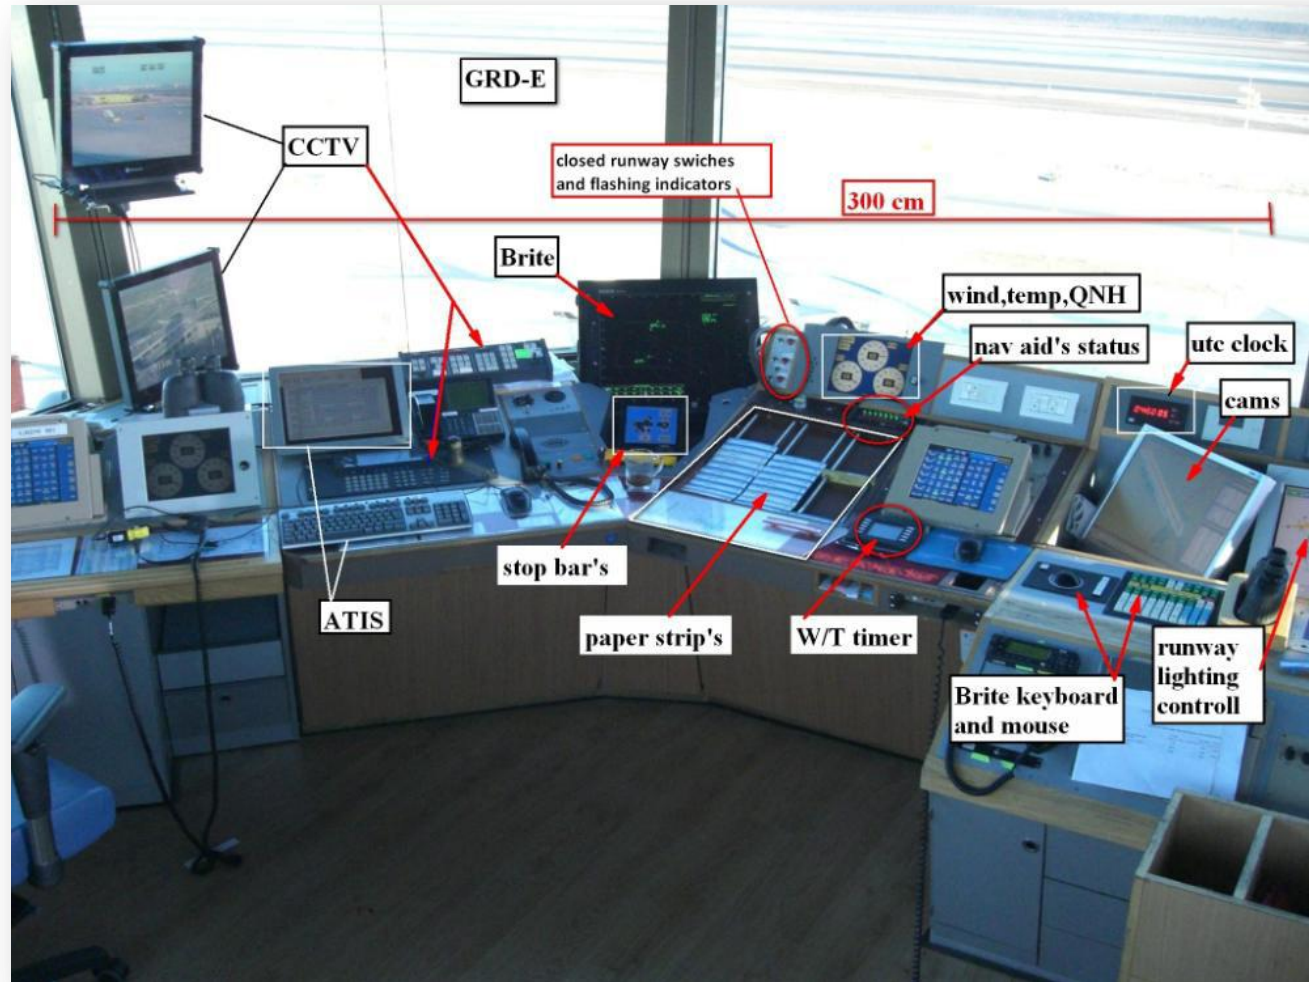 GRD-E
CCTV
closed runway swiches
and flashing indicators
300 cm
Brite
wind,temp,QNH
nav aid's status
utc clock
cams
stop bar's
ATIS
paper strip's
W/T timer
Brite keyboard
and mouse
runway
lighting
controll